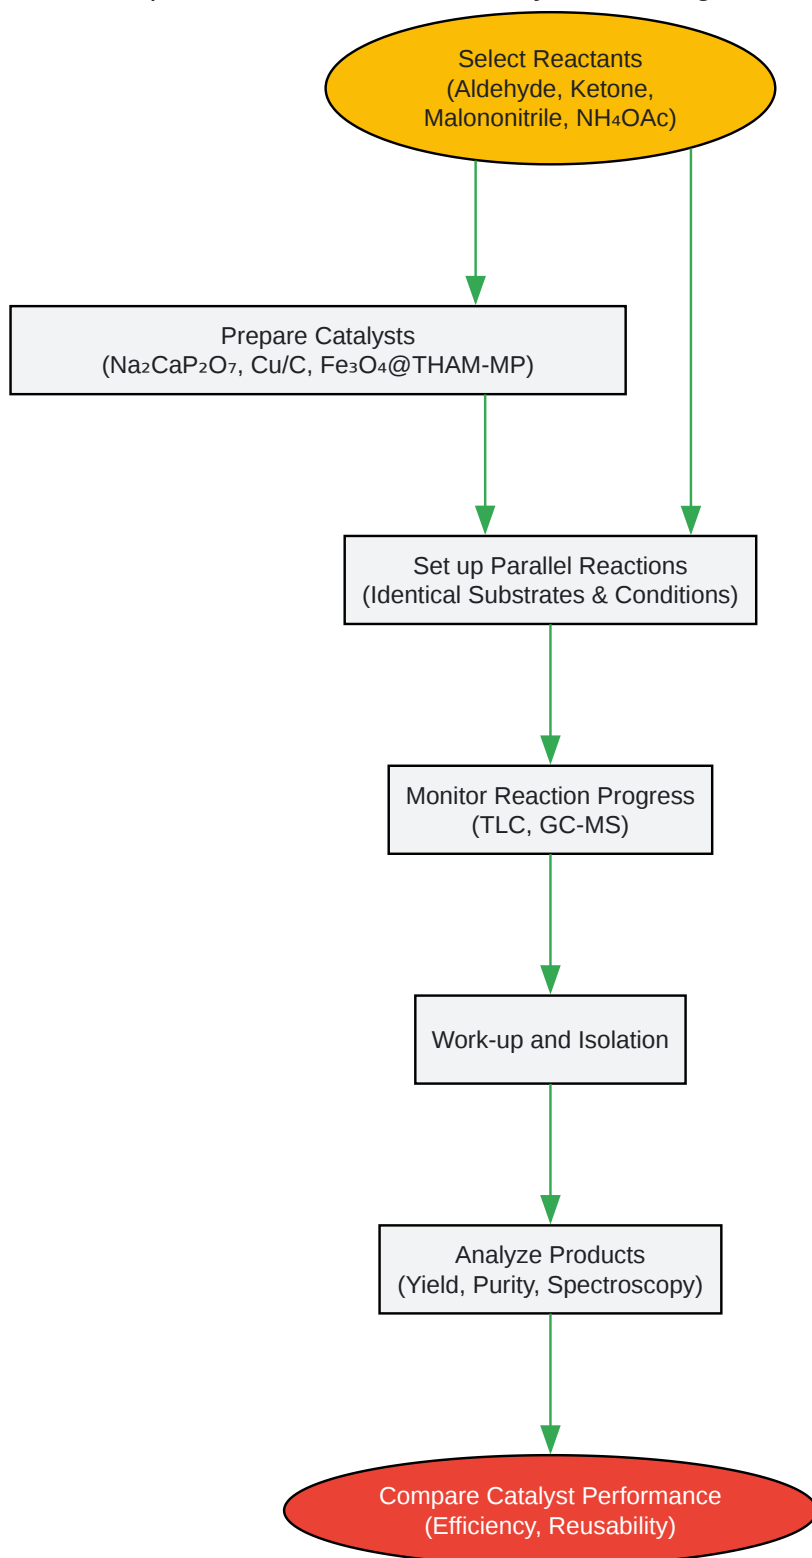 Select Reactants
(Aldehyde, Ketone,
Malononitrile, NH₄OAc)
Prepare Catalysts
(Na₂CaP₂O₇, Cu/C, Fe₃O₄@THAM-MP)
Set up Parallel Reactions
(Identical Substrates & Conditions)
Monitor Reaction Progress
(TLC, GC-MS)
Work-up and Isolation
Analyze Products
(Yield, Purity, Spectroscopy)
Compare Catalyst Performance
(Efficiency, Reusability)